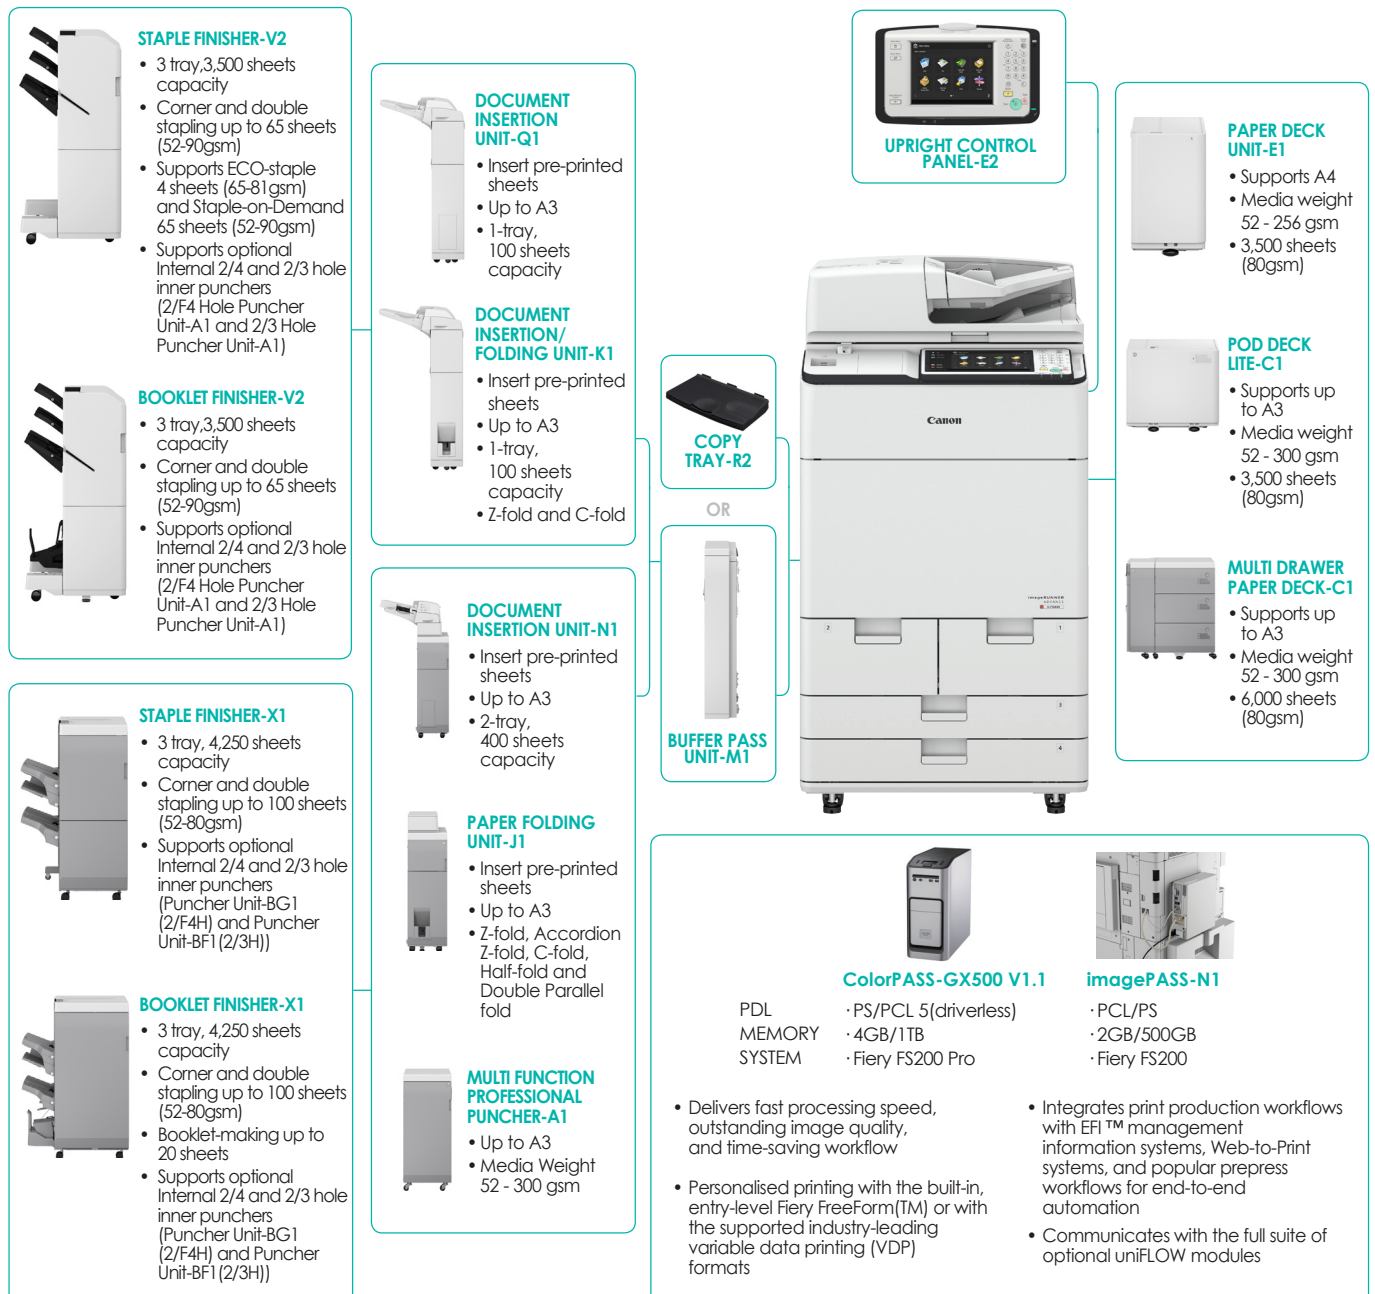 STAPLE FINISHER-V2
• 3 tray,3,500 sheets
capacity
• Corner and double
stapling up to 65 sheets
(52-90gsm)
• Supports ECO-staple
4 sheets (65-81gsm)
and Staple-on-Demand
65 sheets (52-90gsm)
• Supports optional
Internal 2/4 and 2/3 hole
inner punchers
(2/F4 Hole Puncher
Unit-A1 and 2/3 Hole
Puncher Unit-A1)
BOOKLET FINISHER-V2
• 3 tray,3,500 sheets
capacity
• Corner and double
stapling up to 65 sheets
(52-90gsm)
• Supports optional
Internal 2/4 and 2/3 hole
inner punchers
(2/F4 Hole Puncher
Unit-A1 and 2/3 Hole
Puncher Unit-A1)
STAPLE FINISHER-X1
• 3 tray, 4,250 sheets
capacity
• Corner and double
stapling up to 100 sheets
(52-80gsm)
• Supports optional
Internal 2/4 and 2/3 hole
inner punchers
(Puncher Unit-BG1
(2/F4H) and Puncher
Unit-BF1(2/3H))
BOOKLET FINISHER-X1
• 3 tray, 4,250 sheets
capacity
• Corner and double
stapling up to 100 sheets
(52-80gsm)
• Booklet-making up to
20 sheets
• Supports optional
Internal 2/4 and 2/3 hole
inner punchers
(Puncher Unit-BG1
(2/F4H) and Puncher
Unit-BF1(2/3H))
DOCUMENT
INSERTION
UNIT-Q1
• Insert pre-printed
sheets
• Up to A3
• 1-tray,
100 sheets
capacity
DOCUMENT
INSERTION/
FOLDING UNIT-K1
• Insert pre-printed
sheets
• Up to A3
• 1-tray,
100 sheets
capacity
• Z-fold and C-fold
DOCUMENT
INSERTION UNIT-N1
• Insert pre-printed
sheets
• Up to A3
• 2-tray,
400 sheets
capacity
PAPER FOLDING
UNIT-J1
• Insert pre-printed
sheets
• Up to A3
• Z-fold, Accordion
Z-fold, C-fold,
Half-fold and
Double Parallel
fold
MULTI FUNCTION
PROFESSIONAL
PUNCHER-A1
• Up to A3
• Media Weight
52 - 300 gsm
COPY
TRAY-R2
OR
BUFFER PASS
UNIT-M1
UPRIGHT CONTROL
PANEL-E2
Canon
imageRUNNER
ADVANCE
2
1
3
4
PAPER DECK
UNIT-E1
• Supports A4
• Media weight
52 - 256 gsm
• 3,500 sheets
(80gsm)
POD DECK
LITE-C1
• Supports up
to A3
• Media weight
52 - 300 gsm
• 3,500 sheets
(80gsm)
MULTI DRAWER
PAPER DECK-C1
• Supports up
to A3
• Media weight
52 - 300 gsm
• 6,000 sheets
(80gsm)
ColorPASS-GX500 V1.1 imagePASS-N1
PDL · PS/PCL 5(driverless) · PCL/PS
MEMORY · 4GB/1TB · 2GB/500GB
SYSTEM · Fiery FS200 Pro · Fiery FS200
• Delivers fast processing speed,
outstanding image quality,
and time-saving workflow
• Personalised printing with the built-in,
entry-level Fiery FreeForm(TM) or with
the supported industry-leading
variable data printing (VDP)
formats
• Integrates print production workflows
with EFI™ management
information systems, Web-to-Print
systems, and popular prepress
workflows for end-to-end
automation
• Communicates with the full suite of
optional uniFLOW modules